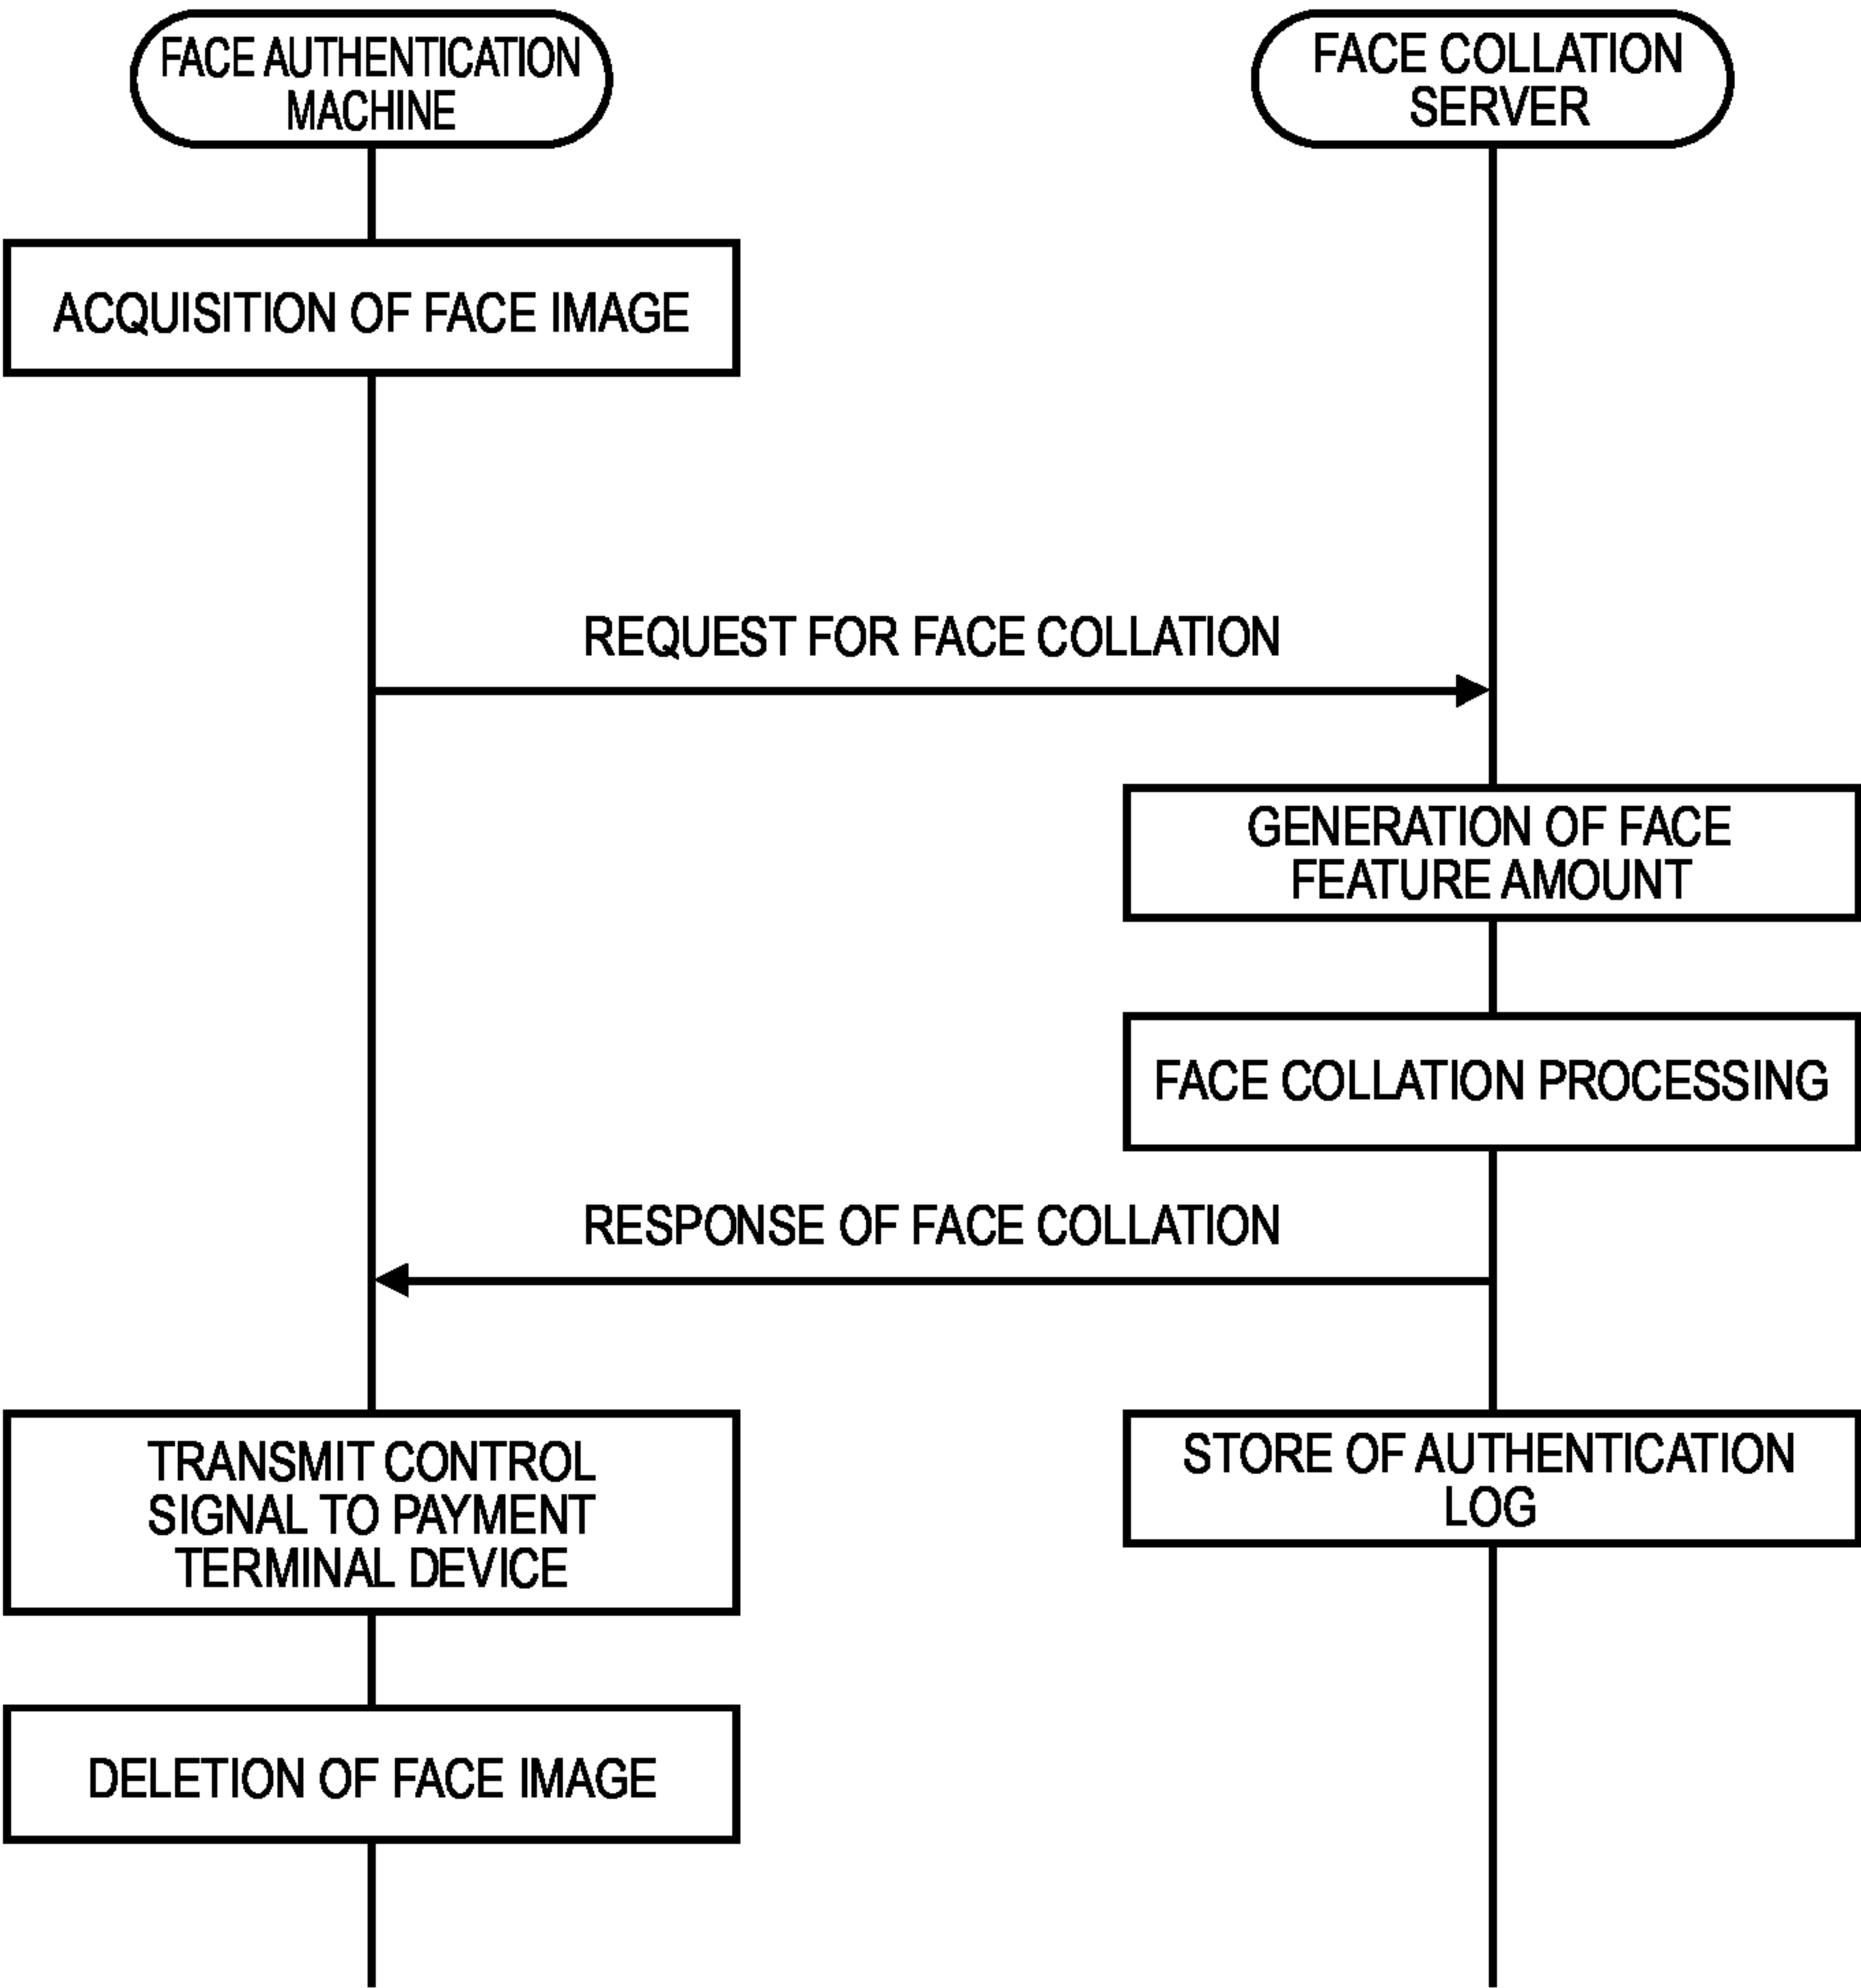 FACE AUTHENTICATION
MACHINE
FACE COLLATION
SERVER
ACQUISITION OF FACE IMAGE
REQUEST FOR FACE COLLATION
GENERATION OF FACE
FEATURE AMOUNT
FACE COLLATION PROCESSING
RESPONSE OF FACE COLLATION
TRANSMIT CONTROL
SIGNAL TO PAYMENT
TERMINAL DEVICE
STORE OF AUTHENTICATION
LOG
DELETION OF FACE IMAGE